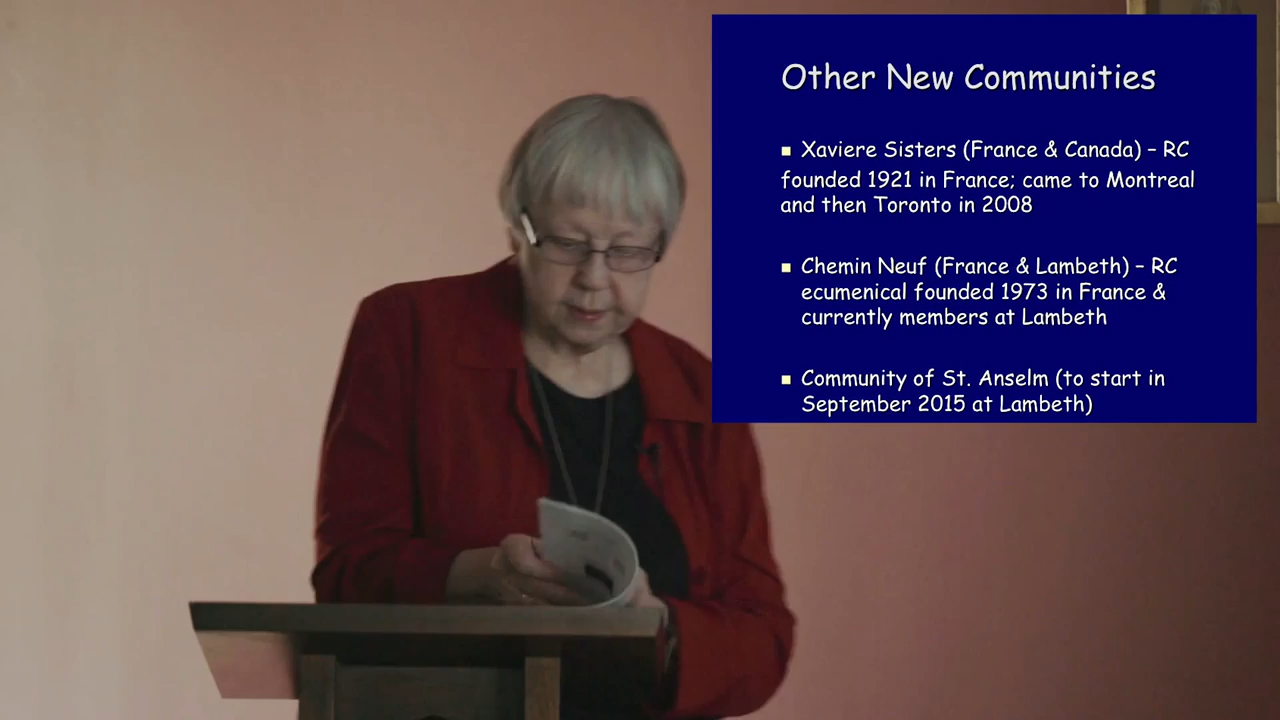 Other New Communities
▪ Xaviere Sisters (France & Canada) – RC
founded 1921 in France; came to Montreal
and then Toronto in 2008
▪ Chemin Neuf (France & Lambeth) – RC
ecumenical founded 1973 in France &
currently members at Lambeth
▪ Community of St. Anselm (to start in
September 2015 at Lambeth)